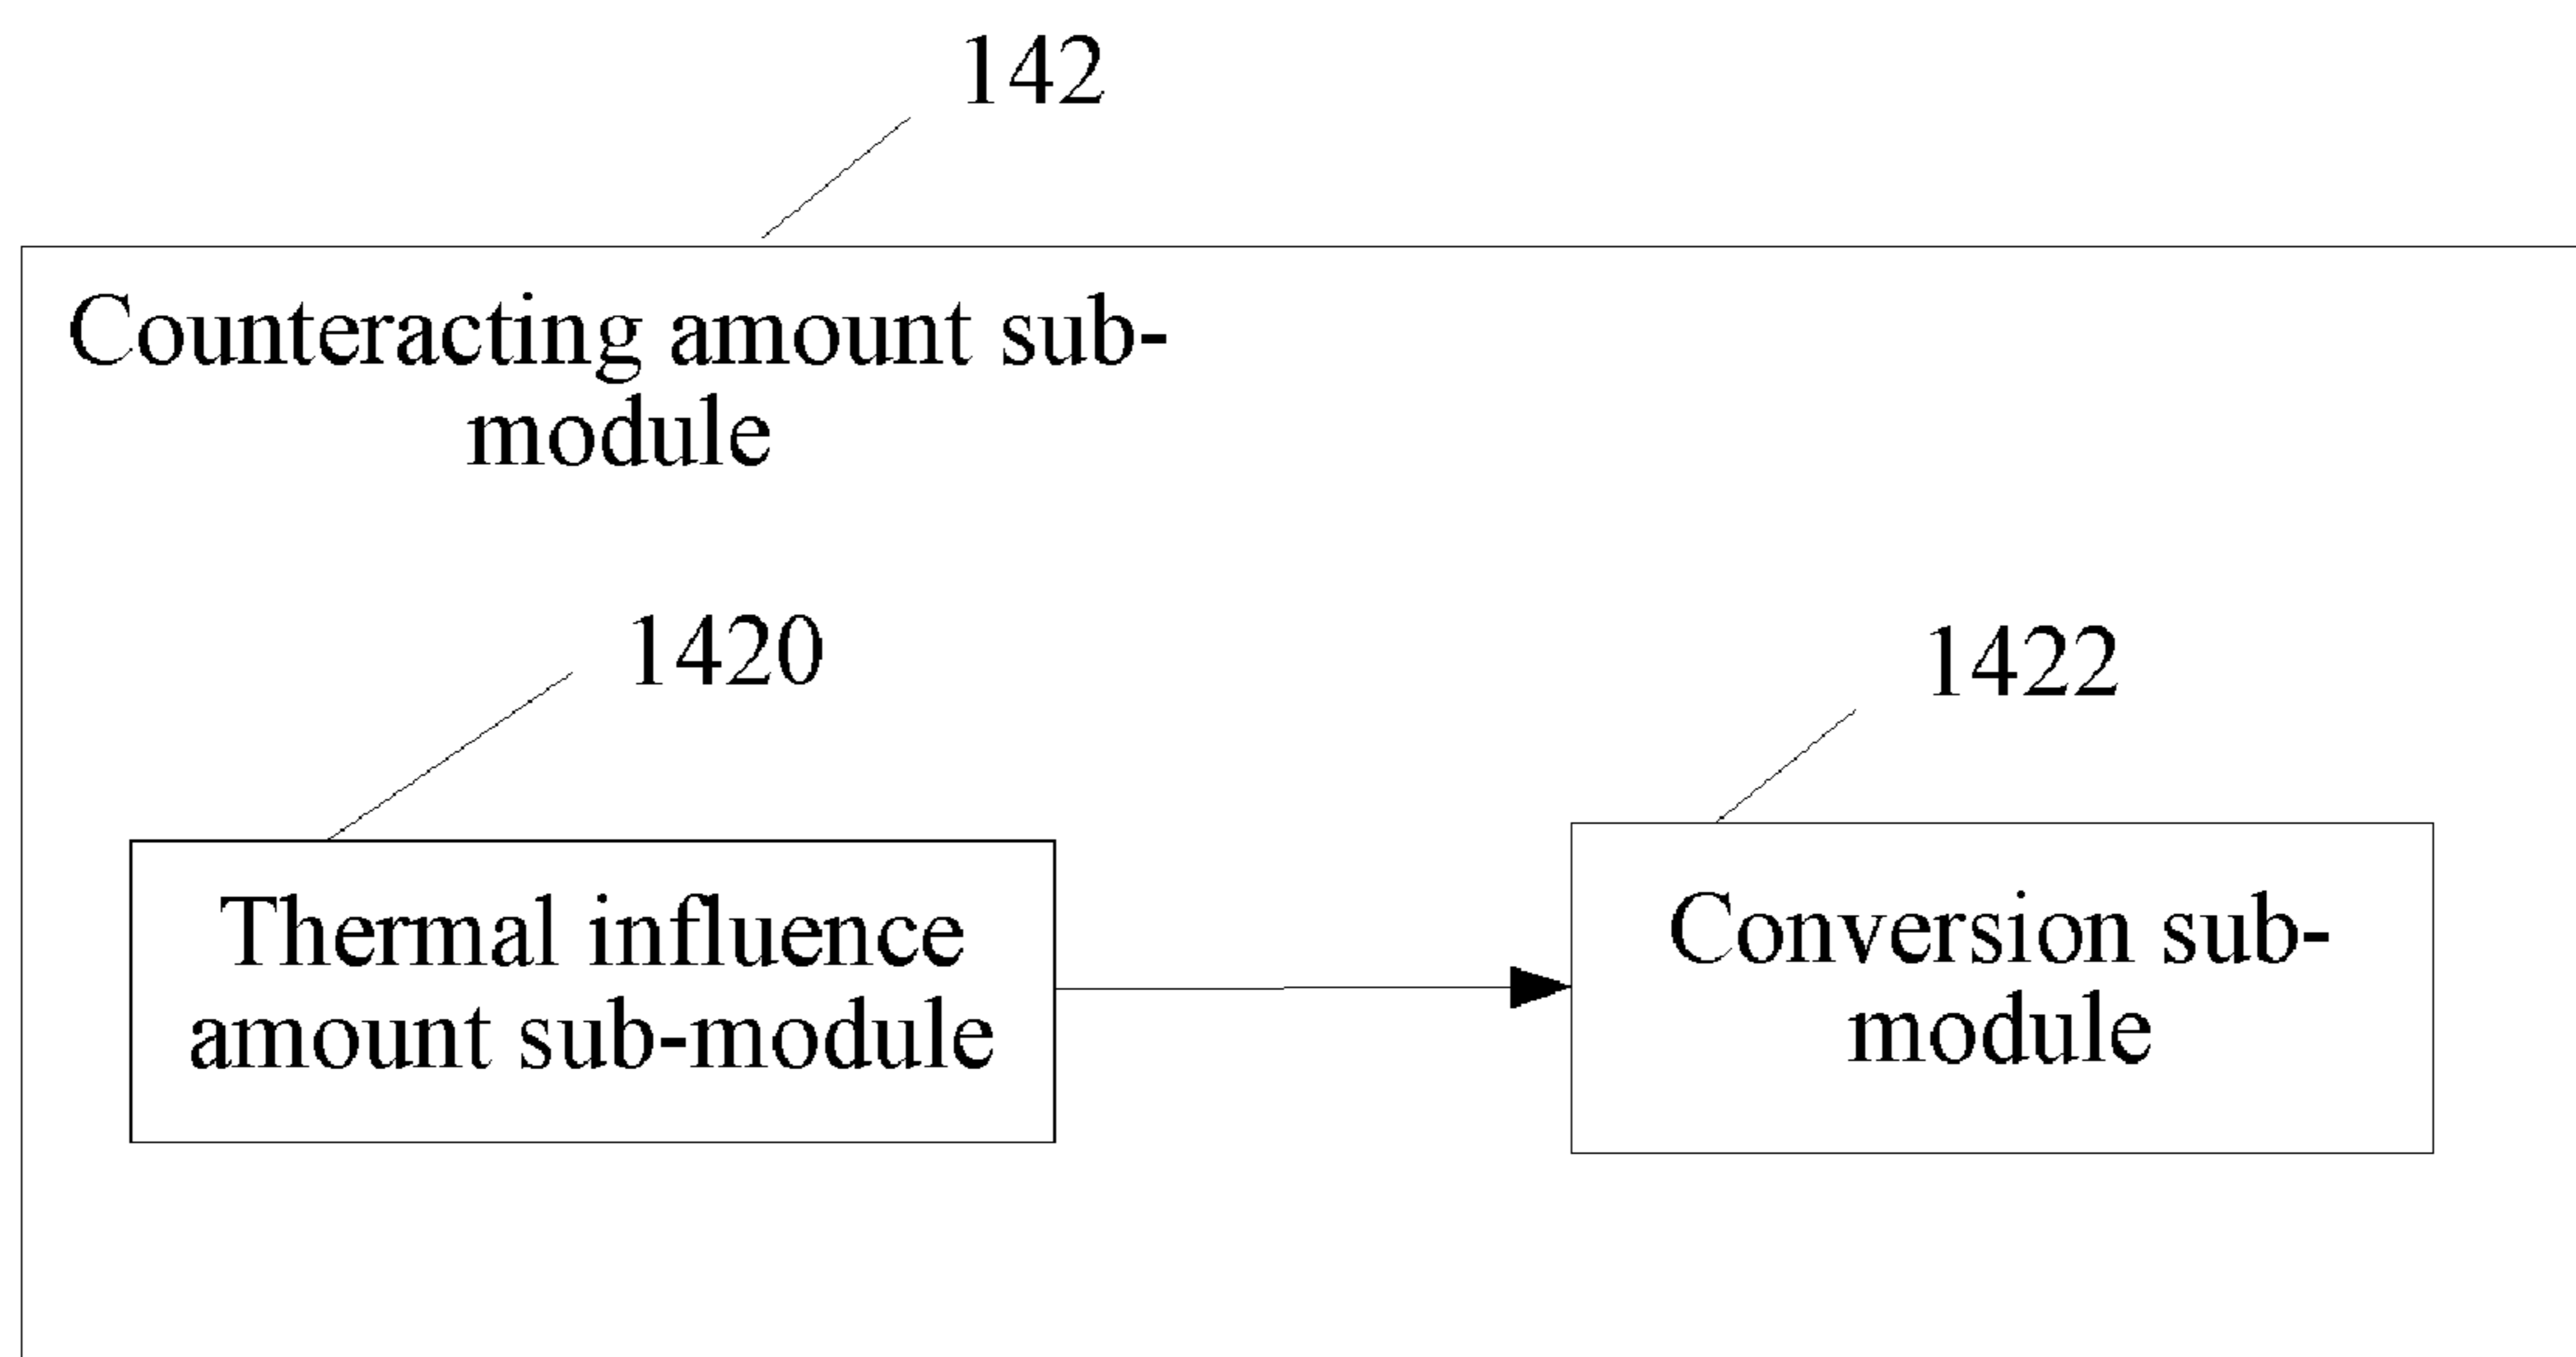 142
Counteracting amount sub-
module
1420
1422
Thermal influence
amount sub-module
Conversion sub-
module